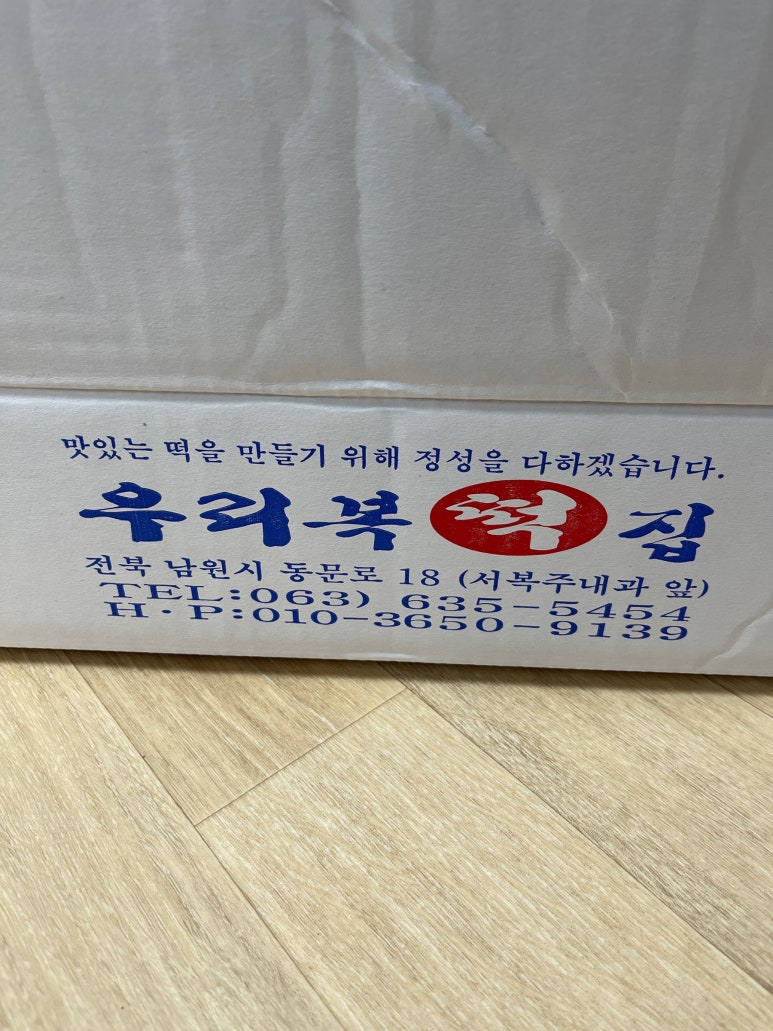 맛있는 떡을 만들기 위해 정성을 다하겠습니다.
우리복떡집
전북 남원시 동문로 18 (서복주내과 앞)
TEL:063) 635-5454
H·P:010-3650-9139